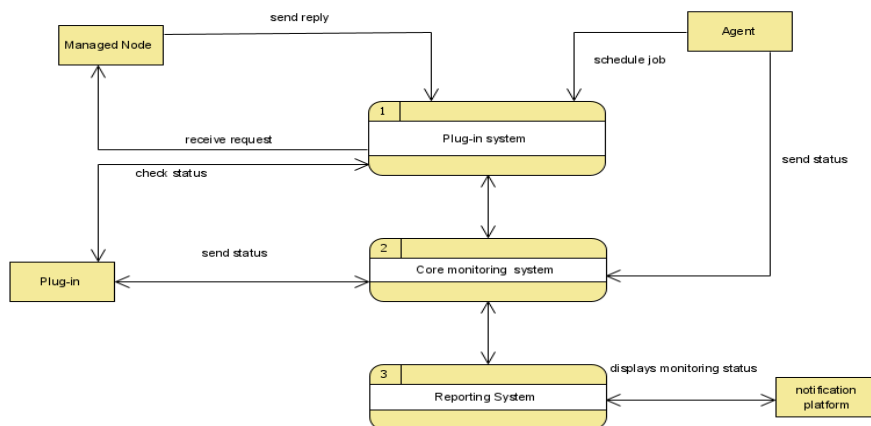 send reply
Managed Node
Agent
schedule job
1
Plug-in system
receive request
check status
send status
2
send status
Core monitoring system
Plug-in
3
displays monitoring status
Reporting System
notification
platform